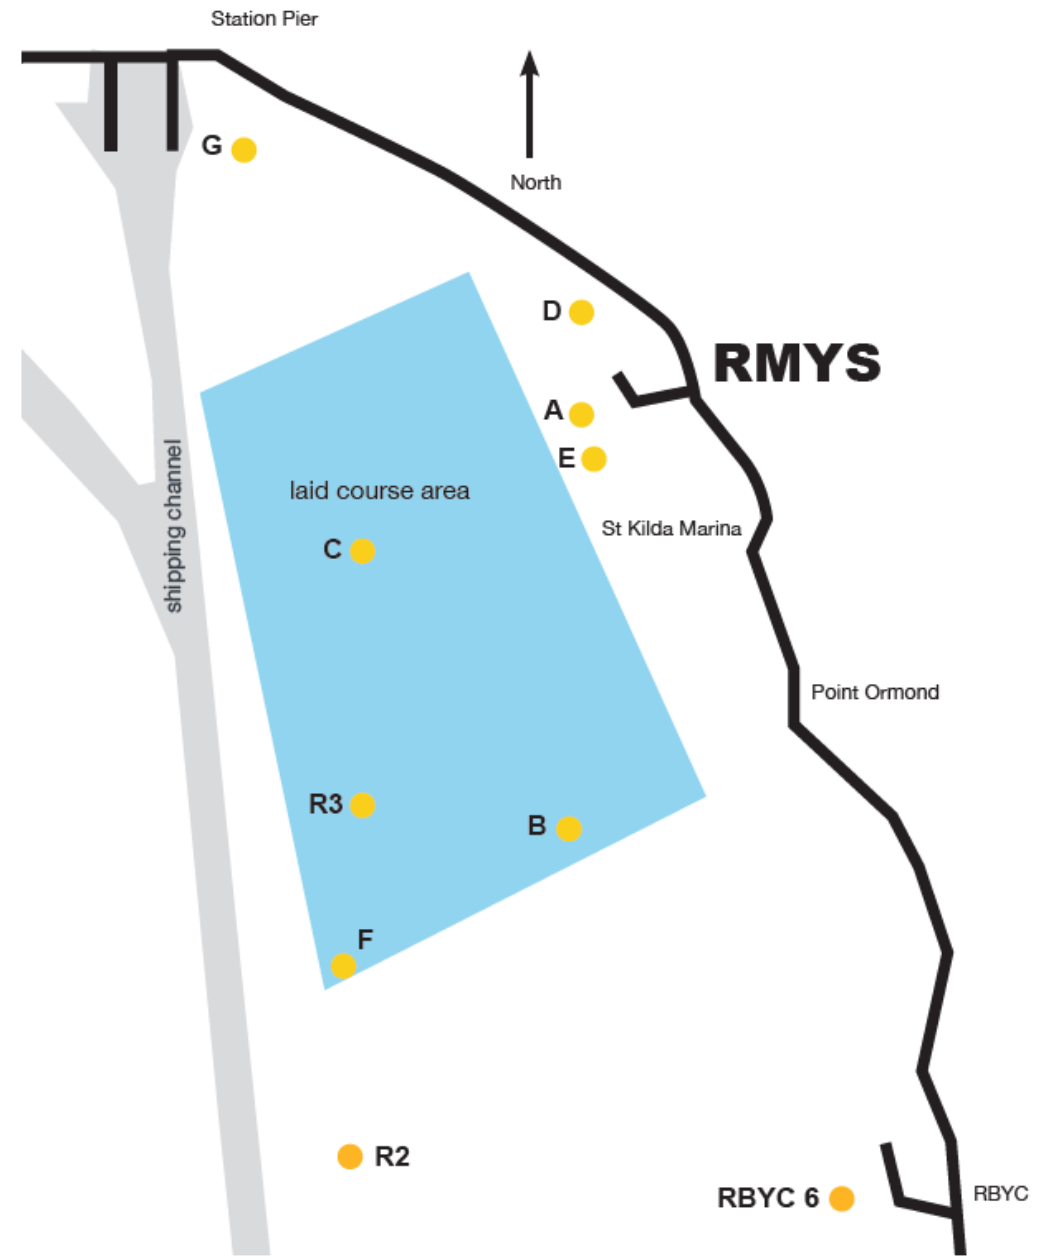 Station Pier
G
North
D
RMYS
A
E
laid course area
shipping channel
St Kilda Marina
C
Point Ormond
R3
B
F
R2
RBYC 6
RBYC